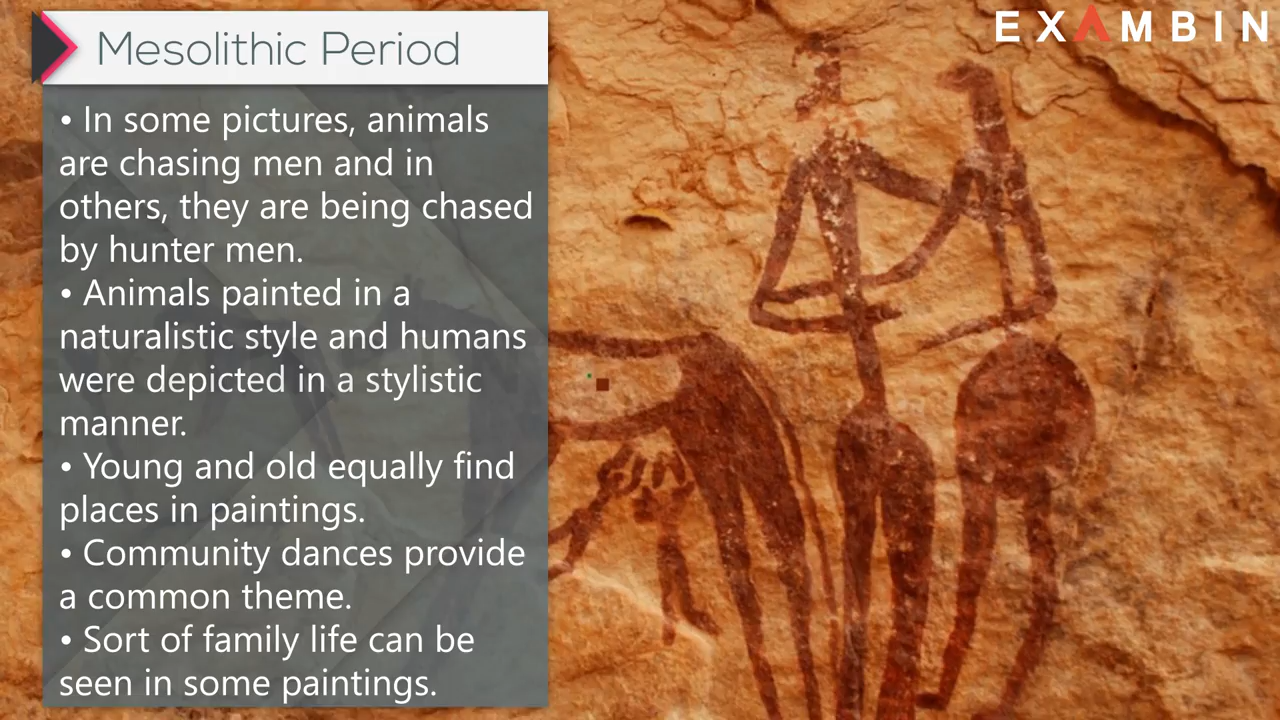 EXAMBIN
Mesolithic Period
• In some pictures, animals
are chasing men and in
others, they are being chased
by hunter men.
• Animals painted in a
naturalistic style and humans
were depicted in a stylistic
manner.
• Young and old equally find
places in paintings.
• Community dances provide
a common theme.
• Sort of family life can be
seen in some paintings.